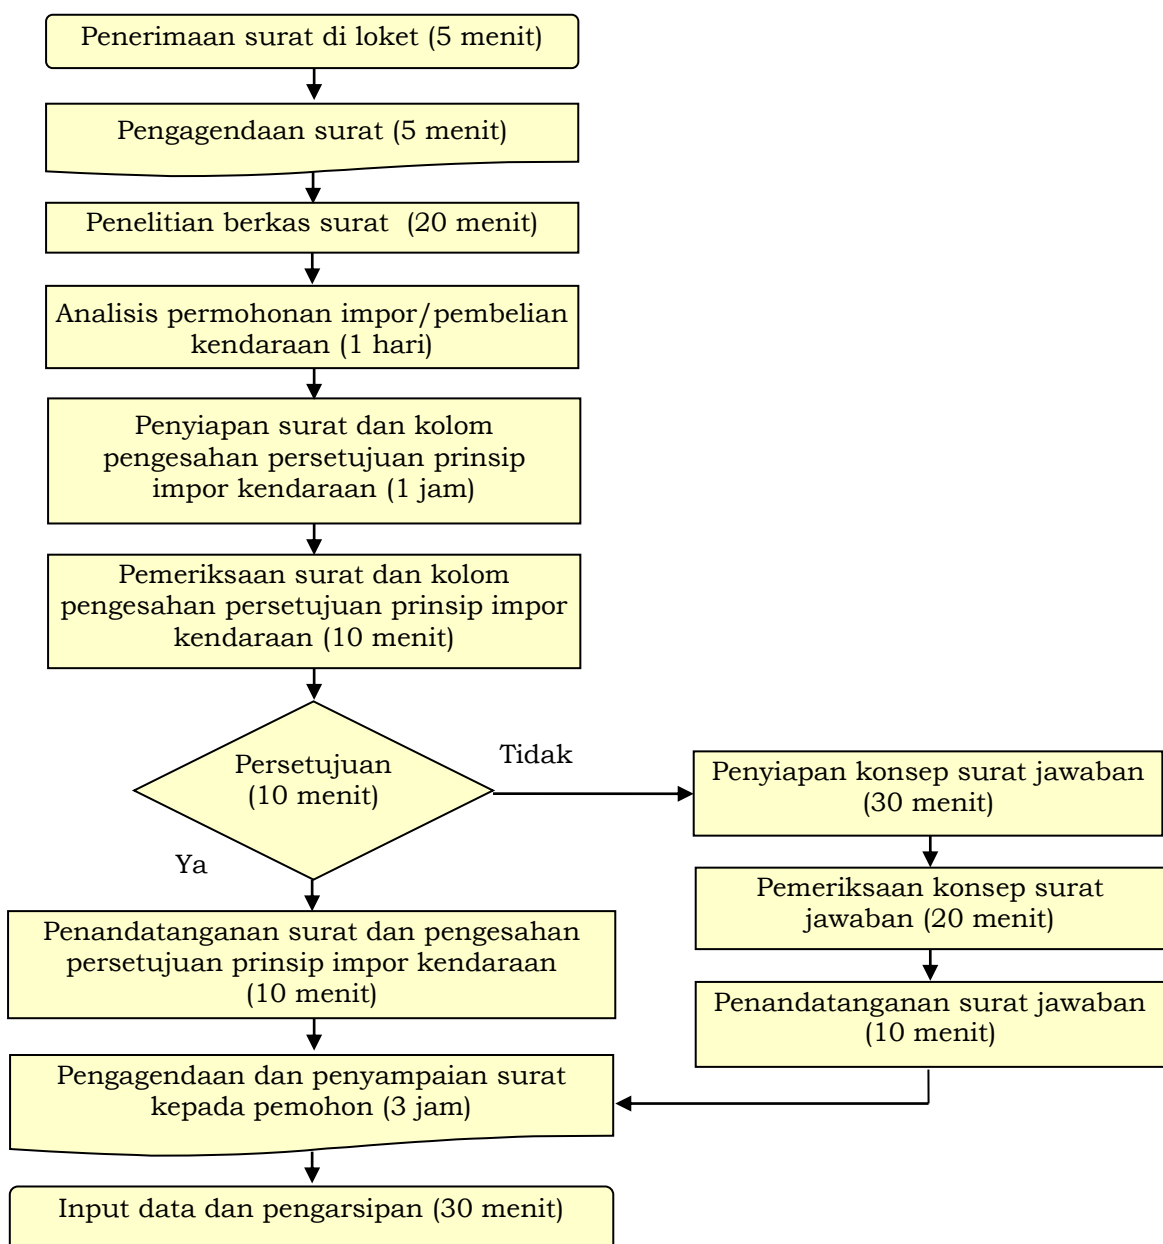 Penerimaan surat di loket (5 menit)
Pengagendaan surat (5 menit)
Penelitian berkas surat  (20 menit)
Analisis permohonan impor/pembelian
kendaraan (1 hari)
Penyiapan surat dan kolom
pengesahan persetujuan prinsip
impor kendaraan (1 jam)
Pemeriksaan surat dan kolom
pengesahan persetujuan prinsip impor
kendaraan (10 menit)
Persetujuan
(10 menit)
Tidak
Ya
Penyiapan konsep surat jawaban
(30 menit)
Pemeriksaan konsep surat
jawaban (20 menit)
Penandatanganan surat jawaban
(10 menit)
Penandatanganan surat dan pengesahan
persetujuan prinsip impor kendaraan
(10 menit)
Pengagendaan dan penyampaian surat
kepada pemohon (3 jam)
Input data dan pengarsipan (30 menit)